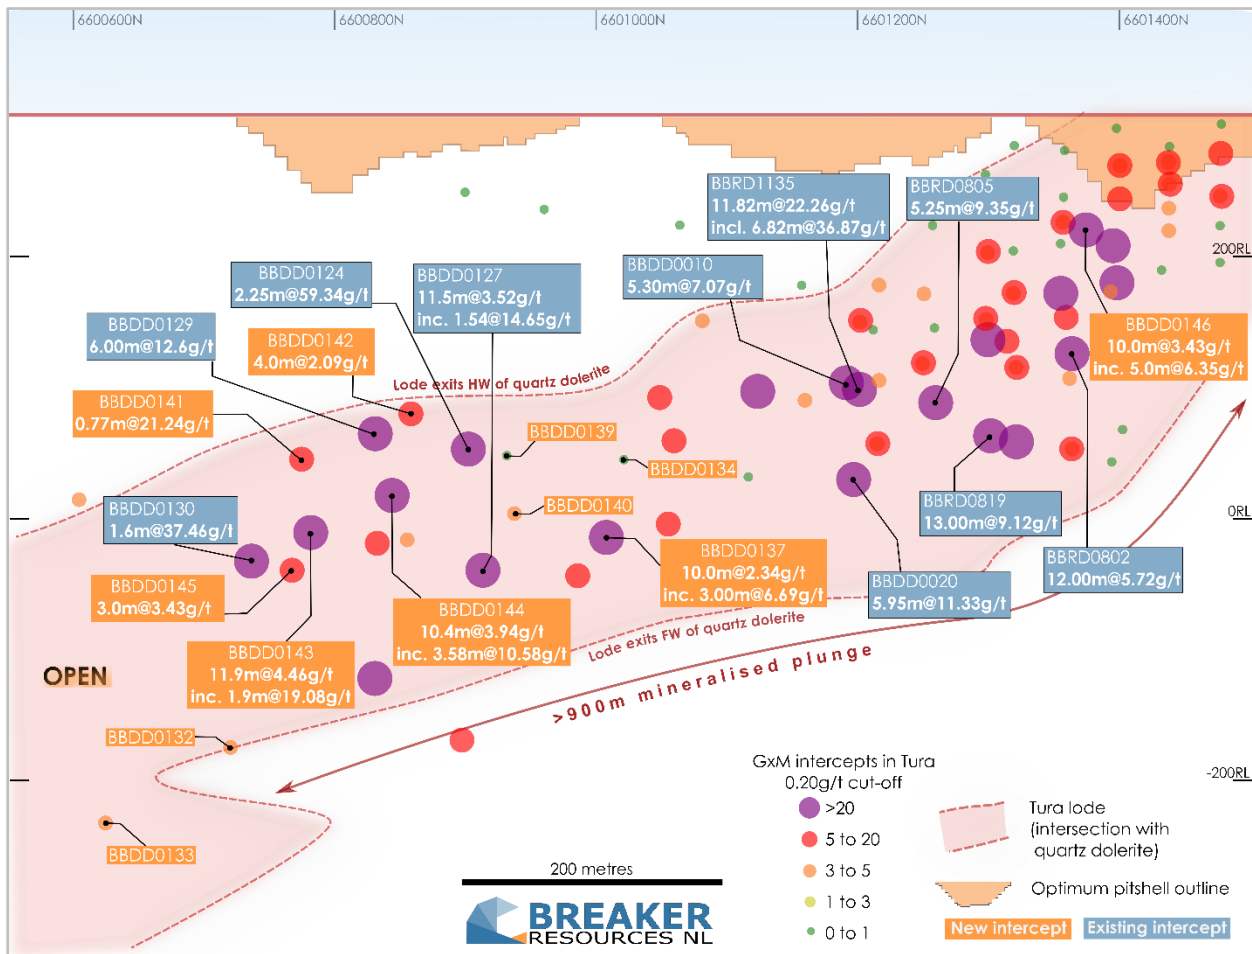 6600600N
6600800N
6601000N
6601200N
6601400N
BBRD1135
11.82m@22.26g/t
incl. 6.82m@36.87g/t
BBRD0805
5.25m@9.35g/t
200RL
BBDD0124
2.25m@59.34g/t
BBDD0127
11.5m@3.52g/t
inc. 1.54@14.65g/t
BBDD0010
5.30m@7.07g/t
BBDD0129
6.00m@12.6g/t
BBDD0142
4.0m@2.09g/t
BBDD0146
10.0m@3.43g/t
inc. 5.0m@6.35g/t
Lode exits HW of quartz dolerite
BBDD0141
0.77m@21.24g/t
BBDD0139
BBDD0134
BBDD0130
1.6m@37.46g/t
BBDD0140
BBRD0819
13.00m@9.12g/t
0RL
BBDD0137
10.0m@2.34g/t
inc. 3.00m@6.69g/t
BBRD0802
12.00m@5.72g/t
BBDD0145
3.0m@3.43g/t
BBDD0020
5.95m@11.33g/t
BBDD0144
10.4m@3.94g/t
inc. 3.58m@10.58g/t
Lode exits FW of quartz dolerite
BBDD0143
11.9m@4.46g/t
inc. 1.9m@19.08g/t
OPEN
>900m mineralised plunge
BBDD0132
-200RL
BBDD0133
GxM intercepts in Tura
0.20g/t cut-off
>20
5 to 20
3 to 5
1 to 3
0 to 1
Tura lode
(intersection with
quartz dolerite)
Optimum pitshell outline
New intercept
Existing intercept
200 metres
BREAKER
RESOURCES NL